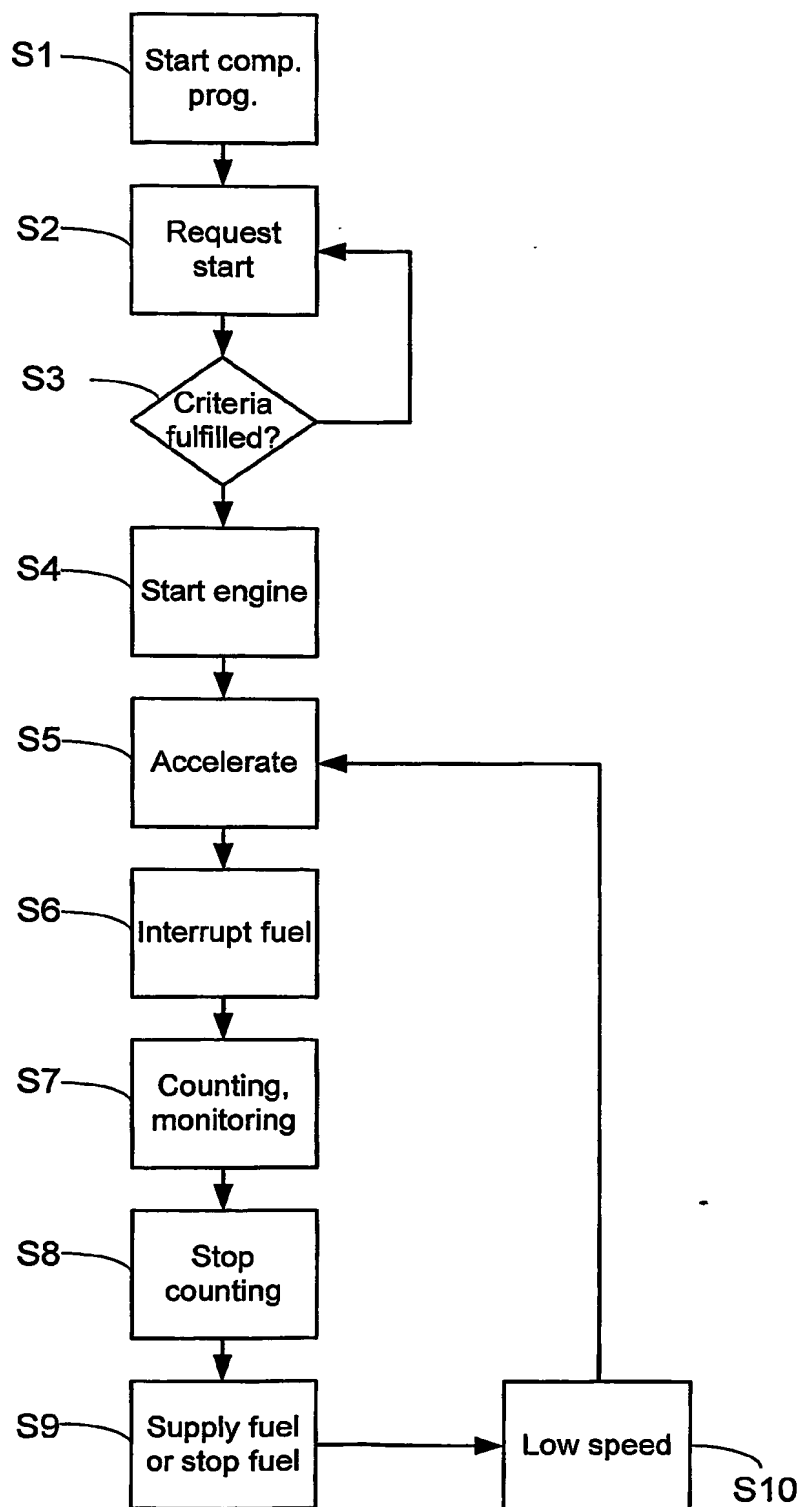 S1
Start comp.
prog.
S2
Request
start
S3
Criteria
fulfilled?
S4
Start engine
S5
Accelerate
S6
Interrupt fuel
S7
Counting,
monitoring
S8
Stop
counting
S9
Supply fuel
or stop fuel
Low speed
S10